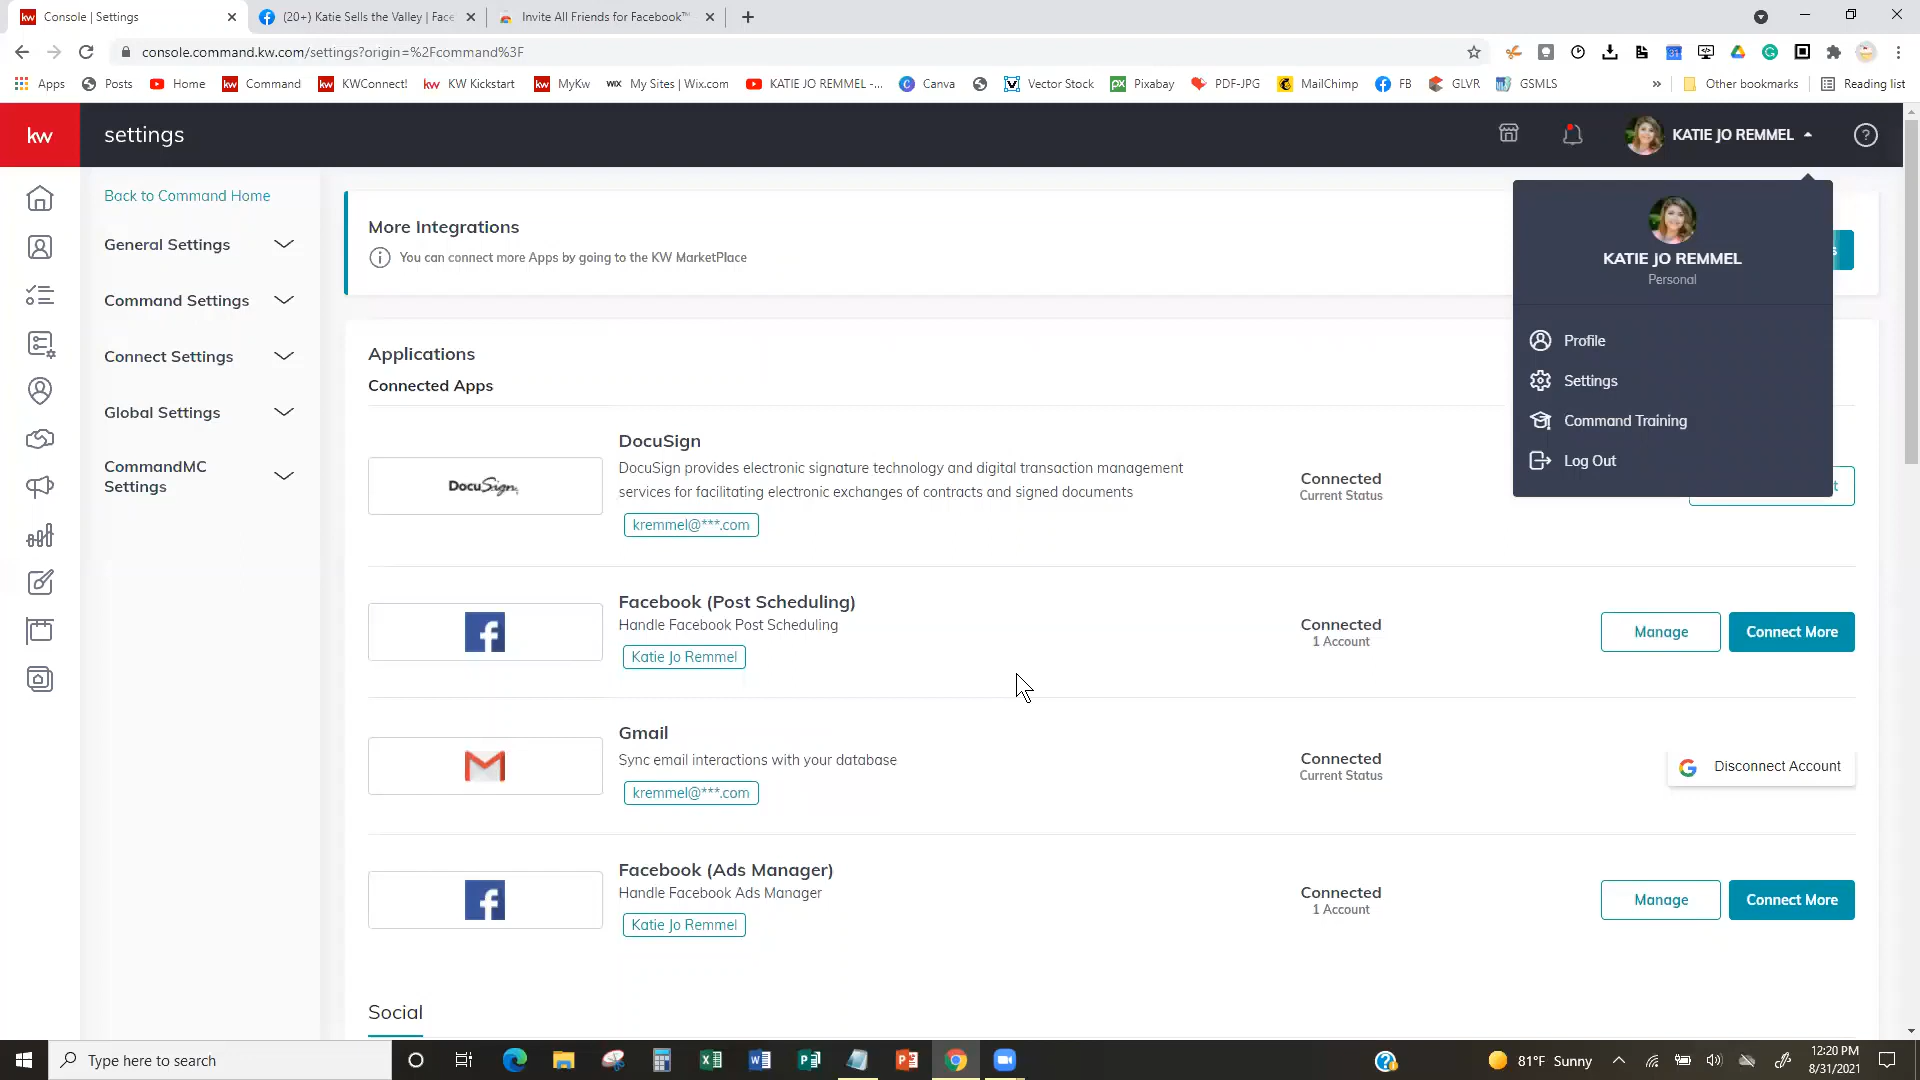 Console | Settings
(20+) Katie Sells the Valley | Face
Invite All Friends for Facebook™
console.command.kw.com/settings?origin=%2Fcommand%3F
Apps
Posts
Home
Command
KWConnect!
KW Kickstart
MyKw
My Sites | Wix.com
KATIE JO REMMEL -...
Canva
Vector Stock
Pixabay
PDF-JPG
MailChimp
FB
GLVR
GSMLS
»
Other bookmarks
Reading list
kw
settings
KATIE JO REMMEL
Back to Command Home
General Settings
Command Settings
Connect Settings
Global Settings
CommandMC
Settings
More Integrations
You can connect more Apps by going to the KW MarketPlace
KATIE JO REMMEL
Personal
Profile
Settings
Command Training
Log Out
Applications
Connected Apps
DocuSign
DocuSign
DocuSign provides electronic signature technology and digital transaction management
services for facilitating electronic exchanges of contracts and signed documents
kremmel@***.com
Connected
Current Status
Facebook (Post Scheduling)
Handle Facebook Post Scheduling
Katie Jo Remmel
Connected
1 Account
Manage
Connect More
Gmail
Sync email interactions with your database
kremmel@***.com
Connected
Current Status
Disconnect Account
Facebook (Ads Manager)
Handle Facebook Ads Manager
Katie Jo Remmel
Connected
1 Account
Manage
Connect More
Social
Type here to search
81°F Sunny
12:20 PM
8/31/2021